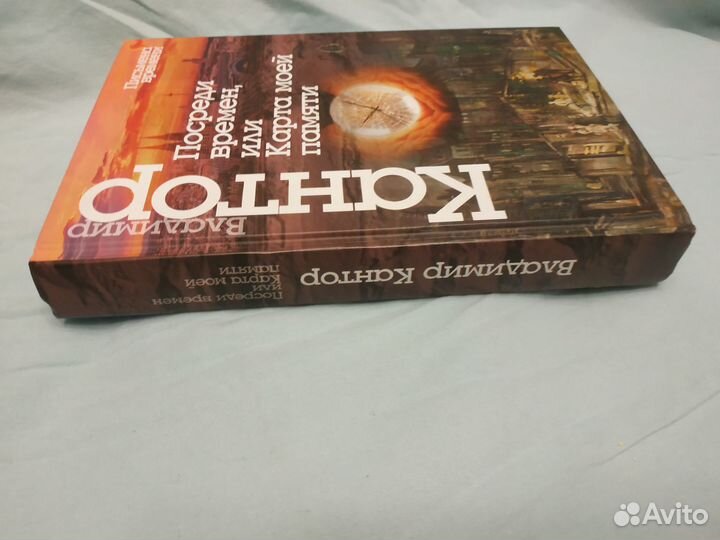 Владимир
Кантор
Посреди
времен,
или
Карта моей
памяти
Письмена
времени
Владимир Кантор
Посреди времен
или
Карта моей
памяти
Avito